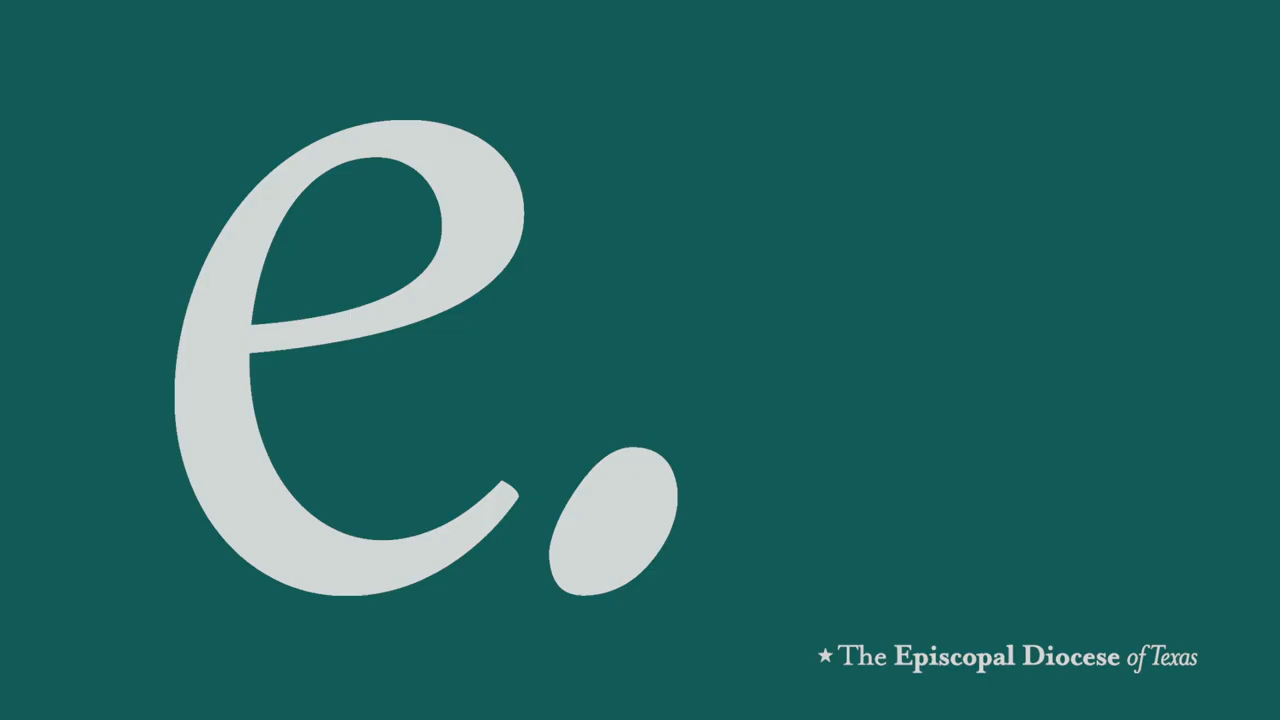 e.
★ The Episcopal Diocese of Texas